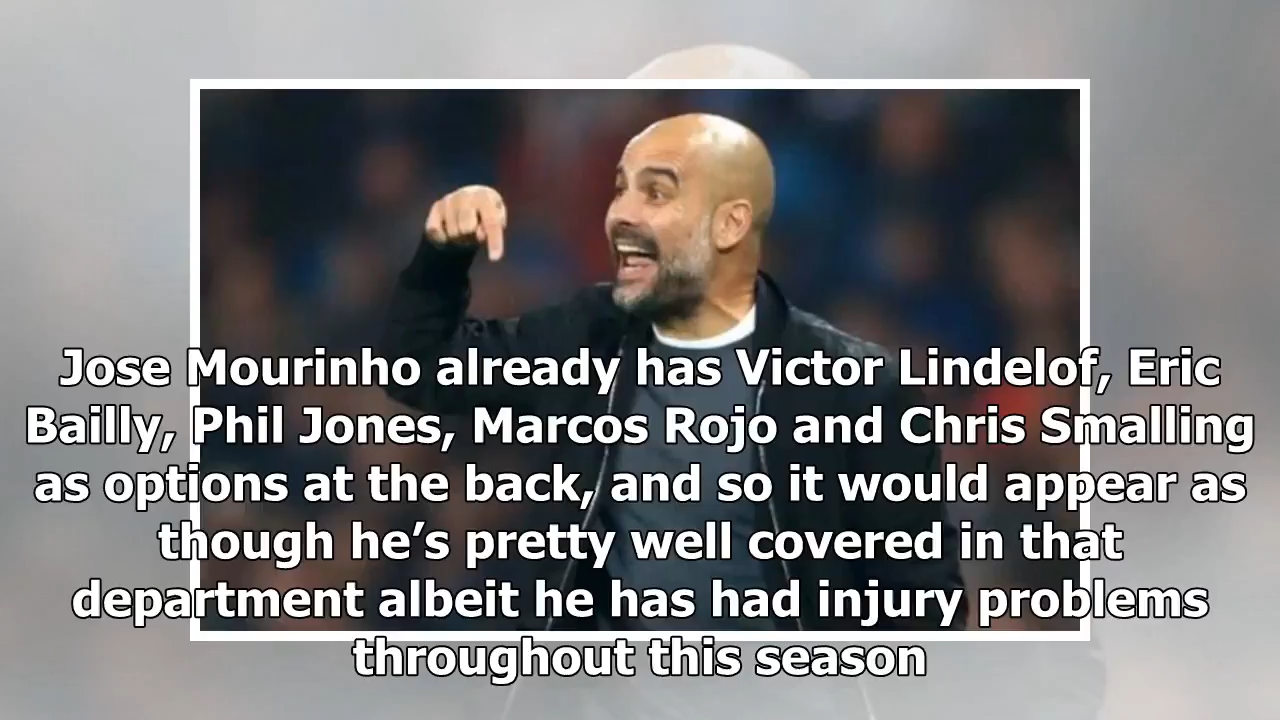 Jose Mourinho already has Victor Lindelof, Eric
Bailly, Phil Jones, Marcos Rojo and Chris Smalling
as options at the back, and so it would appear as
though he’s pretty well covered in that
department albeit he has had injury problems
throughout this season